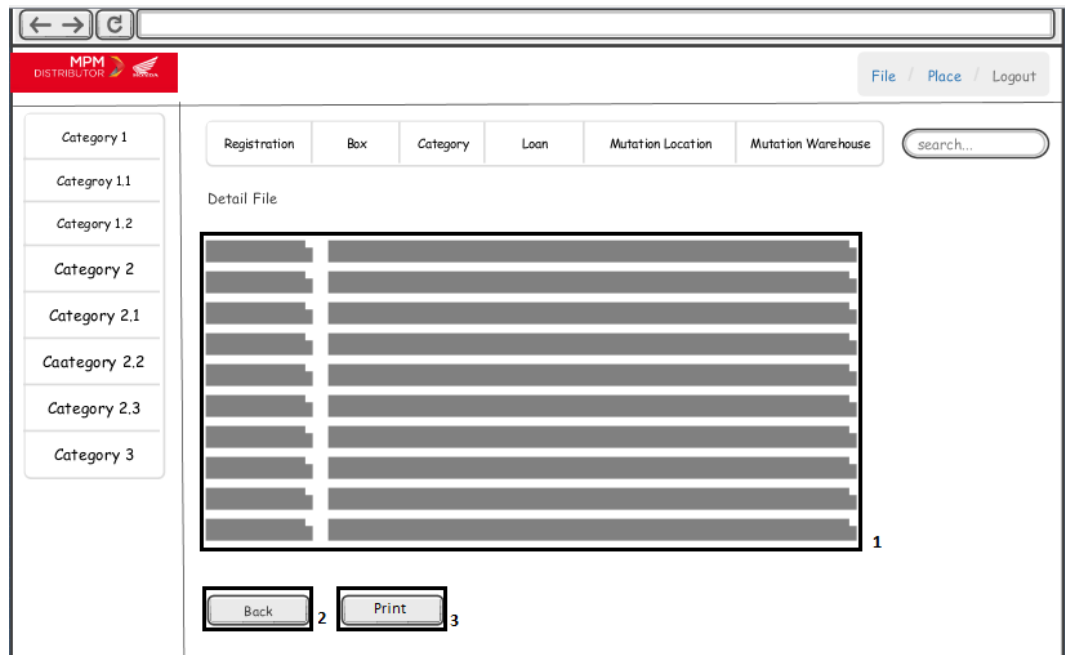 MPM
DISTRIBUTOR
HONDA
File / Place / Logout
Category 1
Categroy 1.1
Category 1.2
Category 2
Category 2.1
Caategory 2.2
Category 2.3
Category 3
Registration Box Category Loan Mutation Location Mutation Warehouse search...
Detail File
1
Back 2 Print 3